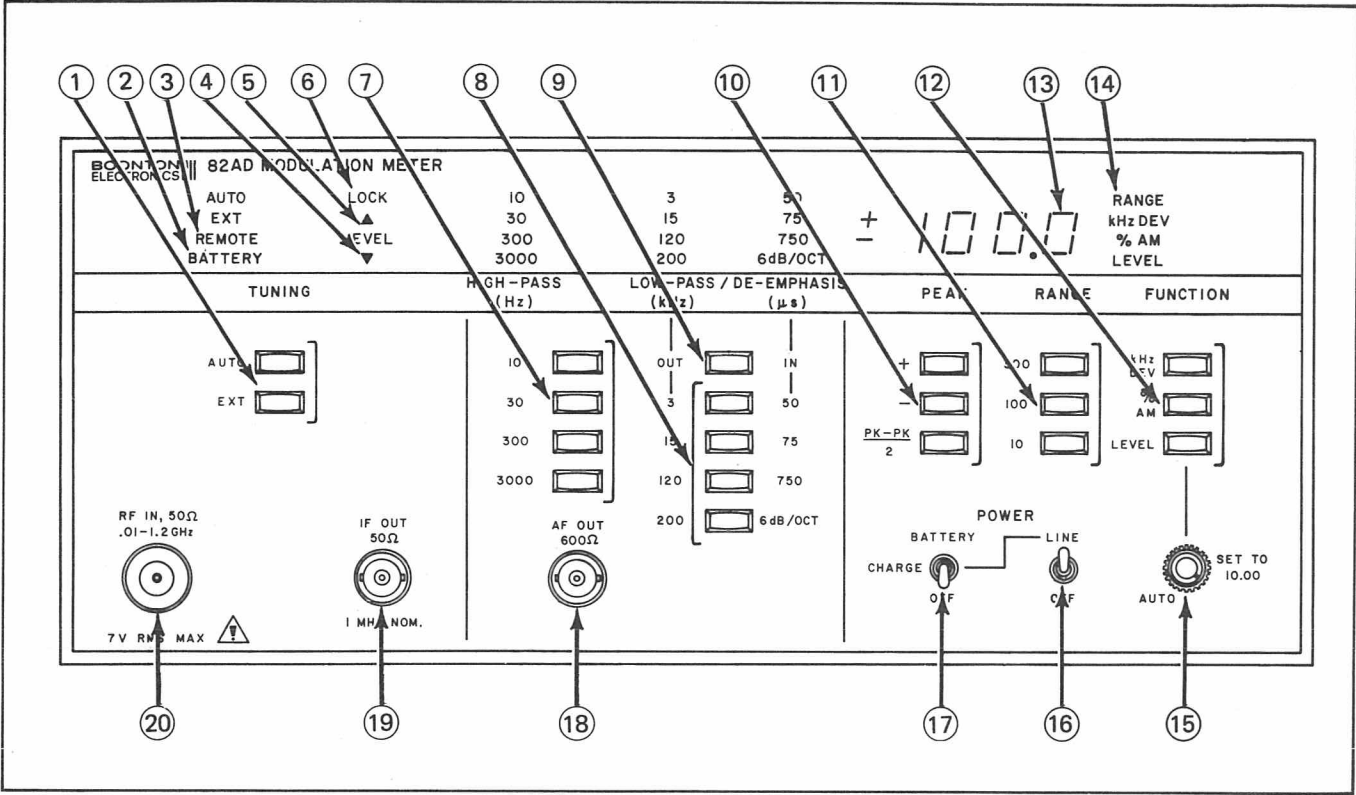 1 2 3 4 5 6 7 8 9 10 11 12 13 14
BOONTON ELECTRONICS
82AD MODULATION METER
AUTO LOCK 10 3 50 RANGE
EXT ▲ 30 15 75 kHz DEV
REMOTE LEVEL 300 120 750 % AM
BATTERY ▼ 3000 200 6dB/OCT LEVEL
+
− 100.0
TUNING
HIGH-PASS
(Hz)
LOW-PASS / DE-EMPHASIS
(kHz) (μs)
PEAK
RANGE
FUNCTION
AUTO
EXT
10
30
300
3000
OUT IN
3 50
15 75
120 750
200 6dB/OCT
+
−
PK-PK
2
300
100
10
kHz
DEV
%
AM
LEVEL
RF IN, 50Ω
.01-1.2GHz
7V RMS MAX
IF OUT
50Ω
1 MHz NOM.
AF OUT
600Ω
POWER
BATTERY
CHARGE
OFF
LINE
OFF
SET TO
10.00
AUTO
20 19 18 17 16 15